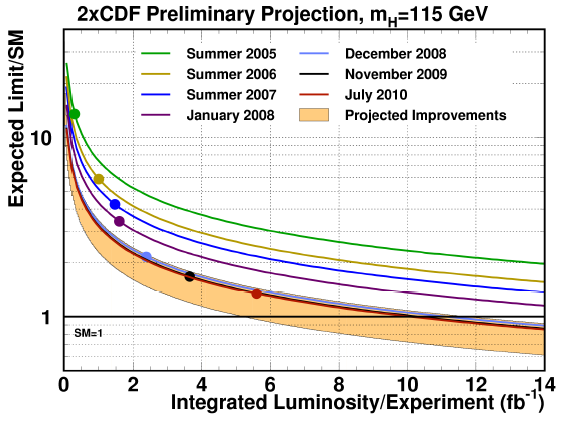 2xCDF Preliminary Projection, m_H=115 GeV
Expected Limit/SM
Summer 2005
Summer 2006
Summer 2007
January 2008
December 2008
November 2009
July 2010
Projected Improvements
10
1
SM=1
0 2 4 6 8 10 12 14
Integrated Luminosity/Experiment (fb⁻¹)